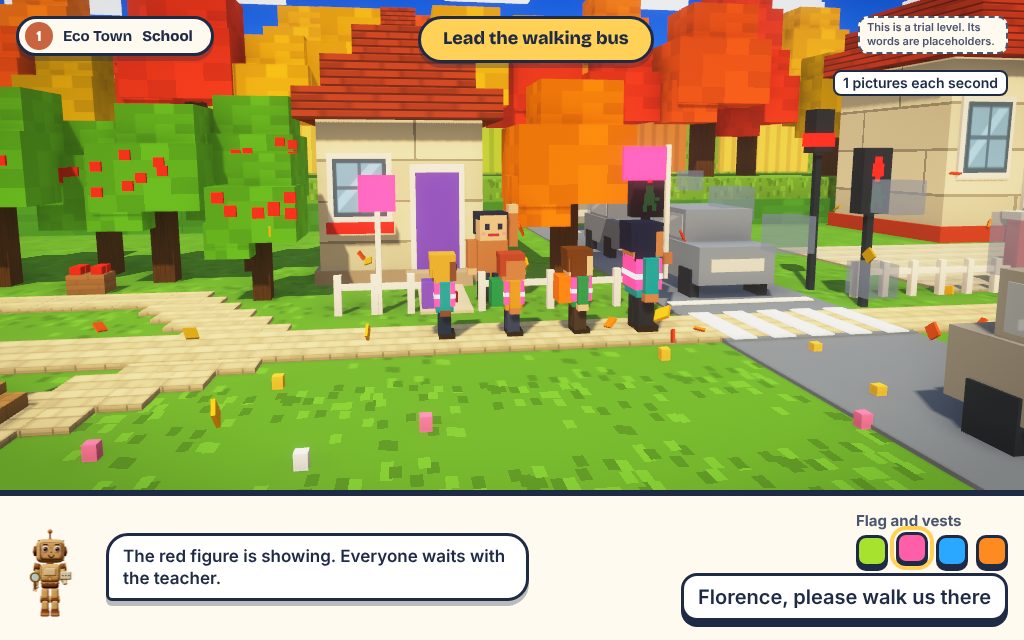 1 Eco Town School
Lead the walking bus
This is a trial level. Its
words are placeholders.
1 pictures each second
The red figure is showing. Everyone waits with
the teacher.
Flag and vests
Florence, please walk us there